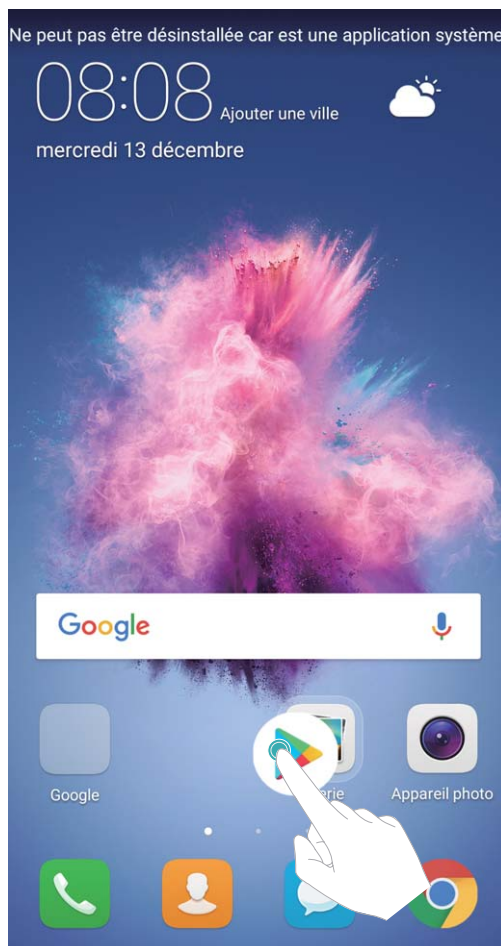 Ne peut pas être désinstallée car est une application système
08:08 Ajouter une ville
mercredi 13 décembre
Google
Google
erie
Appareil photo